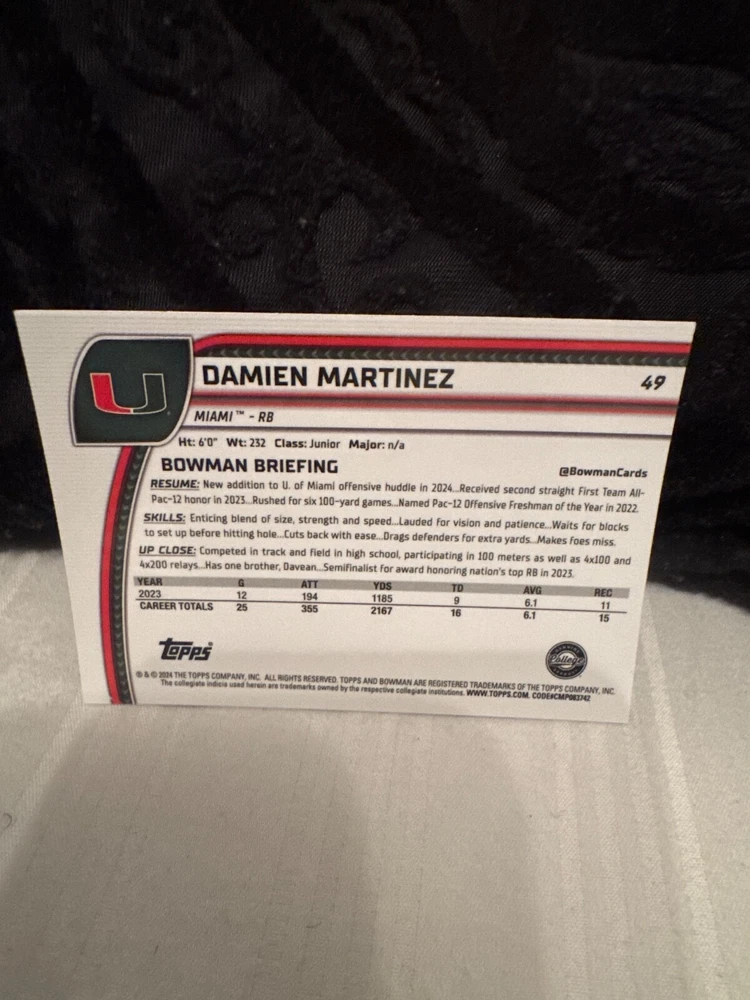 U
DAMIEN MARTINEZ
49
MIAMI™ - RB
Ht: 6'0" Wt: 232 Class: Junior Major: n/a
BOWMAN BRIEFING
@BowmanCards
RESUME: New addition to U. of Miami offensive huddle in 2024...Received second straight First Team All-
Pac-12 honor in 2023...Rushed for six 100-yard games...Named Pac-12 Offensive Freshman of the Year in 2022.
SKILLS: Enticing blend of size, strength and speed...Lauded for vision and patience...Waits for blocks
to set up before hitting hole...Cuts back with ease...Drags defenders for extra yards...Makes foes miss.
UP CLOSE: Competed in track and field in high school, participating in 100 meters as well as 4x100 and
4x200 relays...Has one brother, Davean...Semifinalist for award honoring nation's top RB in 2023.
YEAR G ATT YDS TD AVG REC
2023 12 194 1185 9 6.1 11
CAREER TOTALS 25 355 2167 16 6.1 15
Topps®
College
® & © 2024 THE TOPPS COMPANY, INC. ALL RIGHTS RESERVED. TOPPS AND BOWMAN ARE REGISTERED TRADEMARKS OF THE TOPPS COMPANY, INC.
The collegiate indicia used herein are trademarks owned by the respective collegiate institutions. WWW.TOPPS.COM. CODE#CMP083742